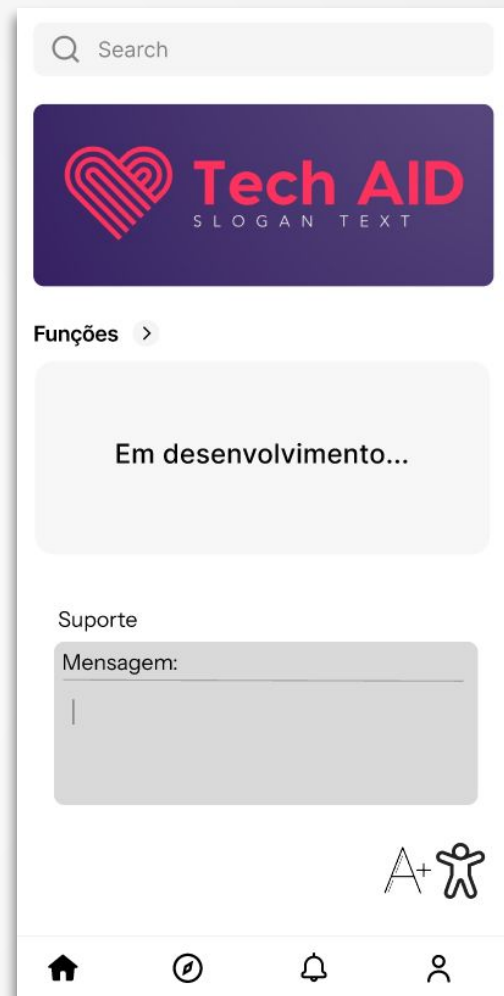 Search
Tech AID
SLOGAN TEXT
Funções >
Em desenvolvimento...
Suporte
Mensagem:
A+